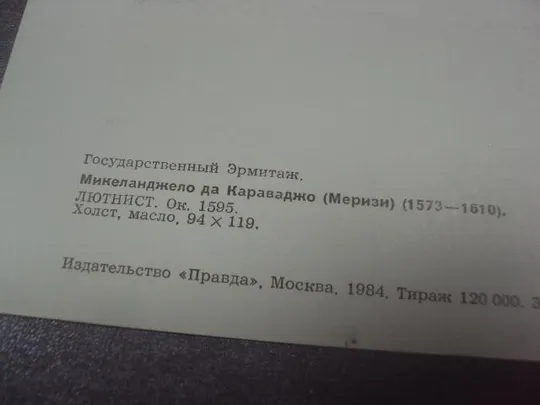 Государственный Эрмитаж.
Микеланджело да Караваджо (Меризи) (1573—1610).
ЛЮТНИСТ. Ок. 1595.
Холст, масло, 94 × 119.
Издательство «Правда», Москва, 1984. Тираж 120 000. З